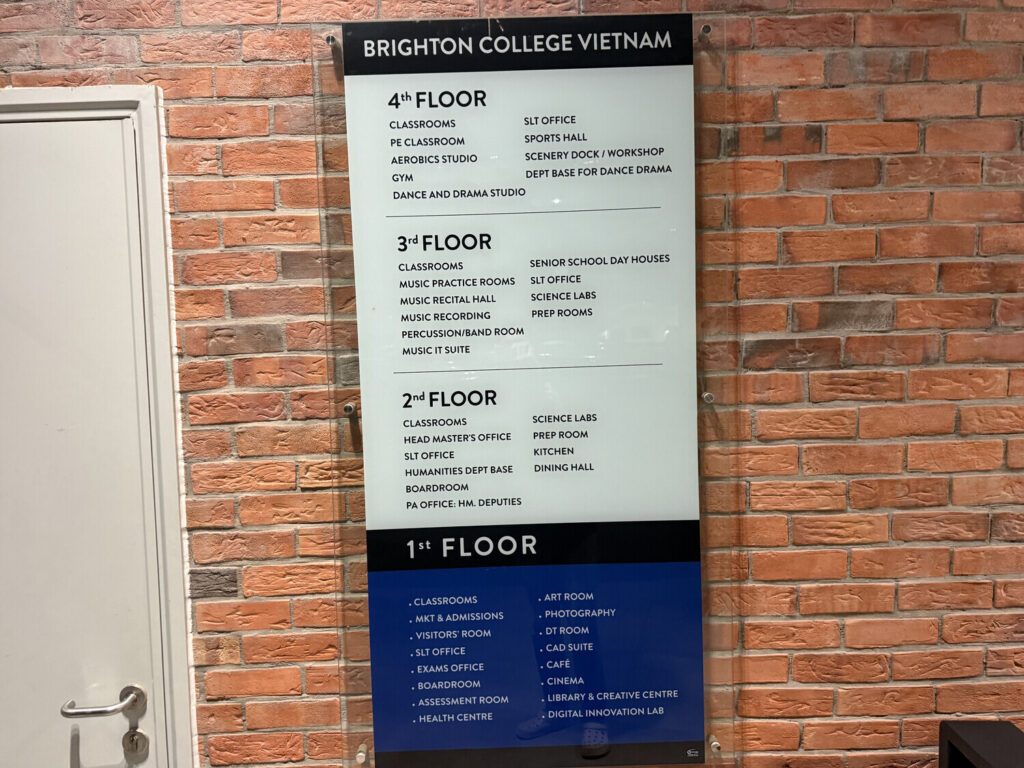 BRIGHTON COLLEGE VIETNAM
4th FLOOR
CLASSROOMS
PE CLASSROOM
AEROBICS STUDIO
GYM
DANCE AND DRAMA STUDIO
SLT OFFICE
SPORTS HALL
SCENERY DOCK / WORKSHOP
DEPT BASE FOR DANCE DRAMA
3rd FLOOR
CLASSROOMS
MUSIC PRACTICE ROOMS
MUSIC RECITAL HALL
MUSIC RECORDING
PERCUSSION/BAND ROOM
MUSIC IT SUITE
SENIOR SCHOOL DAY HOUSES
SLT OFFICE
SCIENCE LABS
PREP ROOMS
2nd FLOOR
CLASSROOMS
HEAD MASTER'S OFFICE
SLT OFFICE
HUMANITIES DEPT BASE
BOARDROOM
PA OFFICE: HM. DEPUTIES
SCIENCE LABS
PREP ROOM
KITCHEN
DINING HALL
1st FLOOR
. CLASSROOMS
. MKT & ADMISSIONS
. VISITORS' ROOM
. SLT OFFICE
. EXAMS OFFICE
. BOARDROOM
. ASSESSMENT ROOM
. HEALTH CENTRE
. ART ROOM
. PHOTOGRAPHY
. DT ROOM
. CAD SUITE
. CAFÉ
. CINEMA
. LIBRARY & CREATIVE CENTRE
. DIGITAL INNOVATION LAB